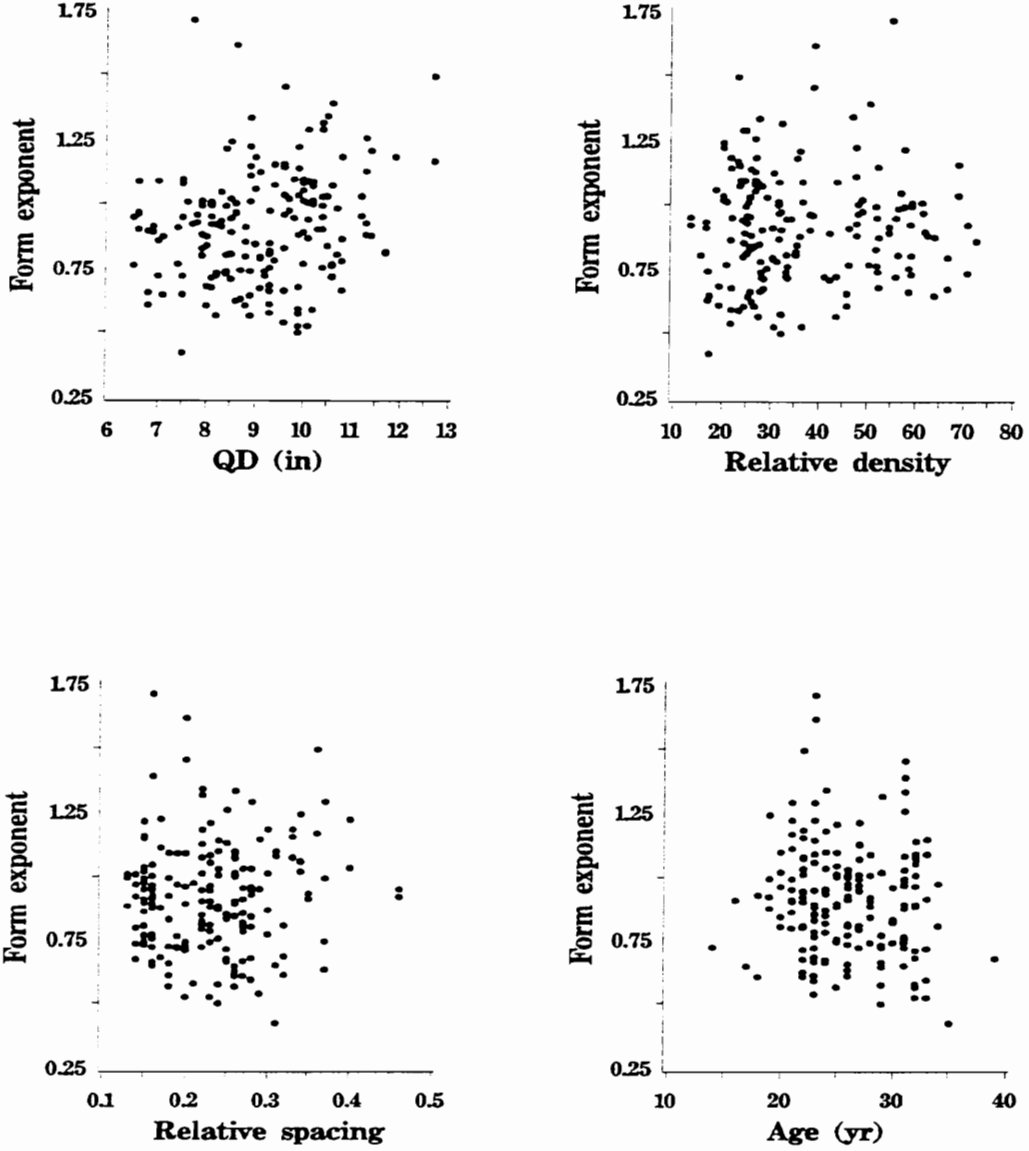 1.75
1.25
0.75
0.25
Form exponent
6 7 8 9 10 11 12 13
QD (in)
1.75
1.25
0.75
0.25
Form exponent
10 20 30 40 50 60 70 80
Relative density
1.75
1.25
0.75
0.25
Form exponent
0.1 0.2 0.3 0.4 0.5
Relative spacing
1.75
1.25
0.75
0.25
Form exponent
10 20 30 40
Age (yr)